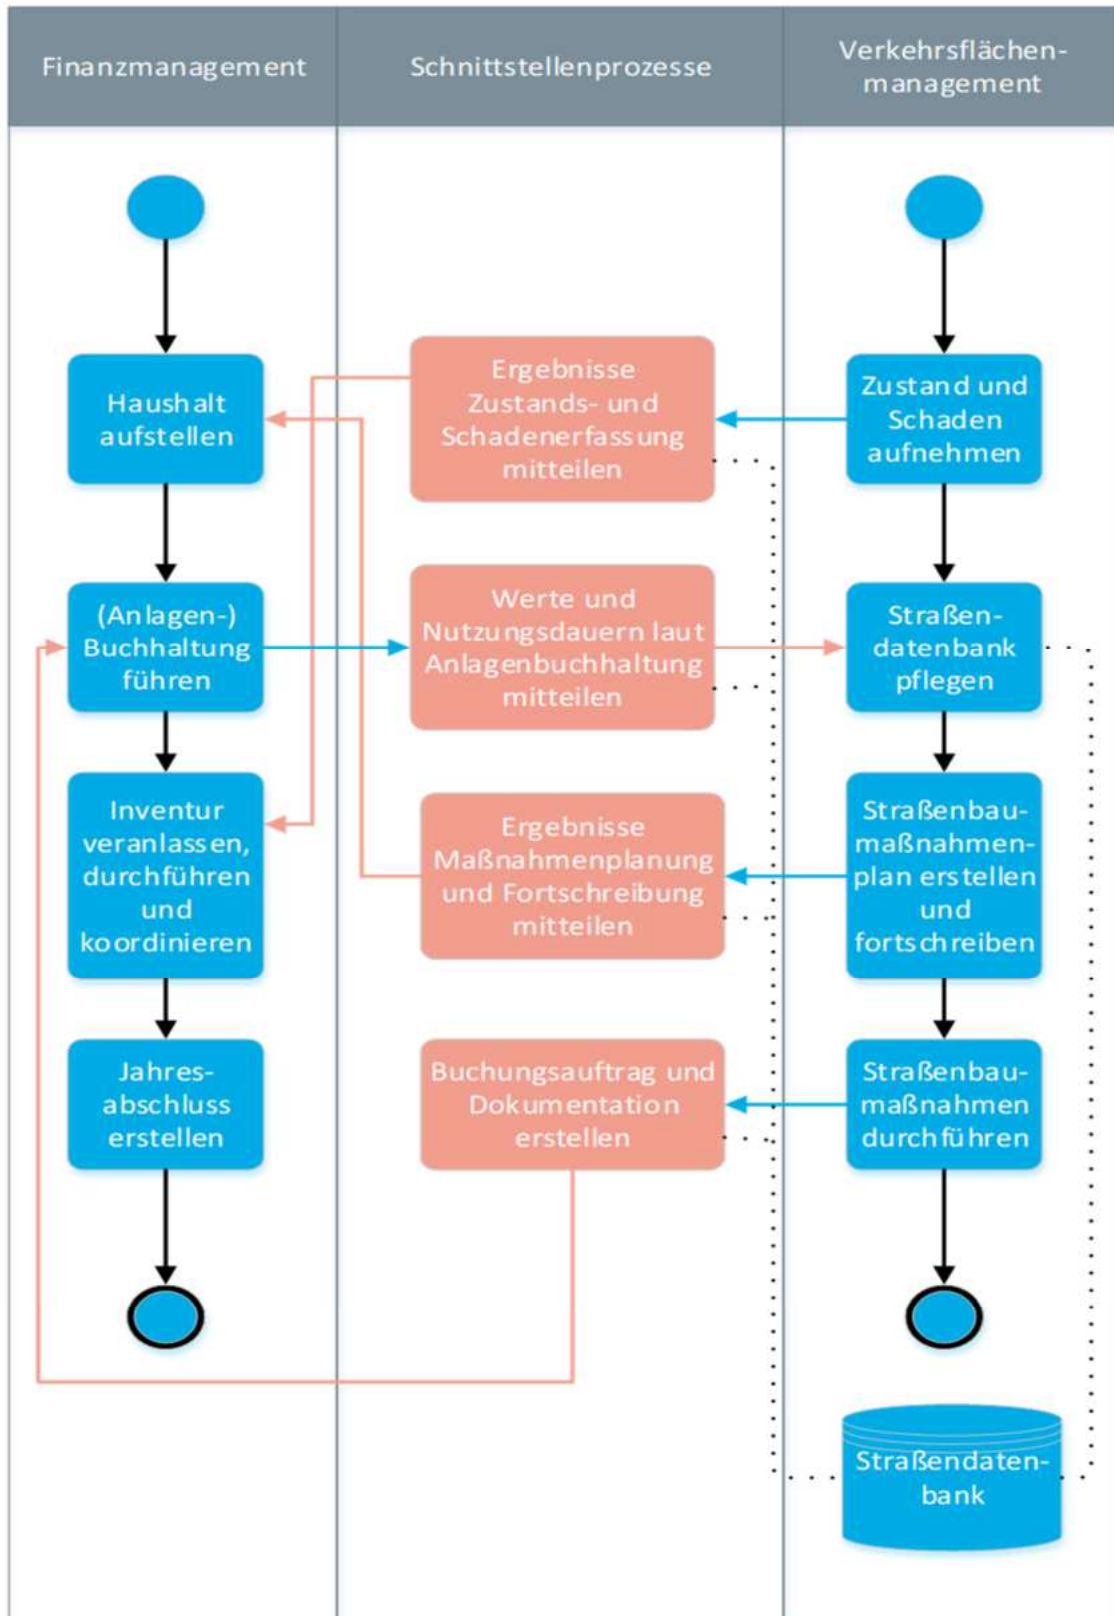 Finanzmanagement
Schnittstellenprozesse
Verkehrsflächen-
management
Haushalt
aufstellen
Ergebnisse
Zustands- und
Schadenerfassung
mitteilen
Zustand und
Schaden
aufnehmen
(Anlagen-)
Buchhaltung
führen
Werte und
Nutzungsdauern laut
Anlagenbuchhaltung
mitteilen
Straßen-
datenbank
pflegen
Inventur
veranlassen,
durchführen
und
koordinieren
Ergebnisse
Maßnahmenplanung
und Fortschreibung
mitteilen
Straßenbau-
maßnahmen-
plan erstellen
und
fortschreiben
Jahres-
abschluss
erstellen
Buchungsauftrag und
Dokumentation
erstellen
Straßenbau-
maßnahmen
durchführen
Straßendaten-
bank